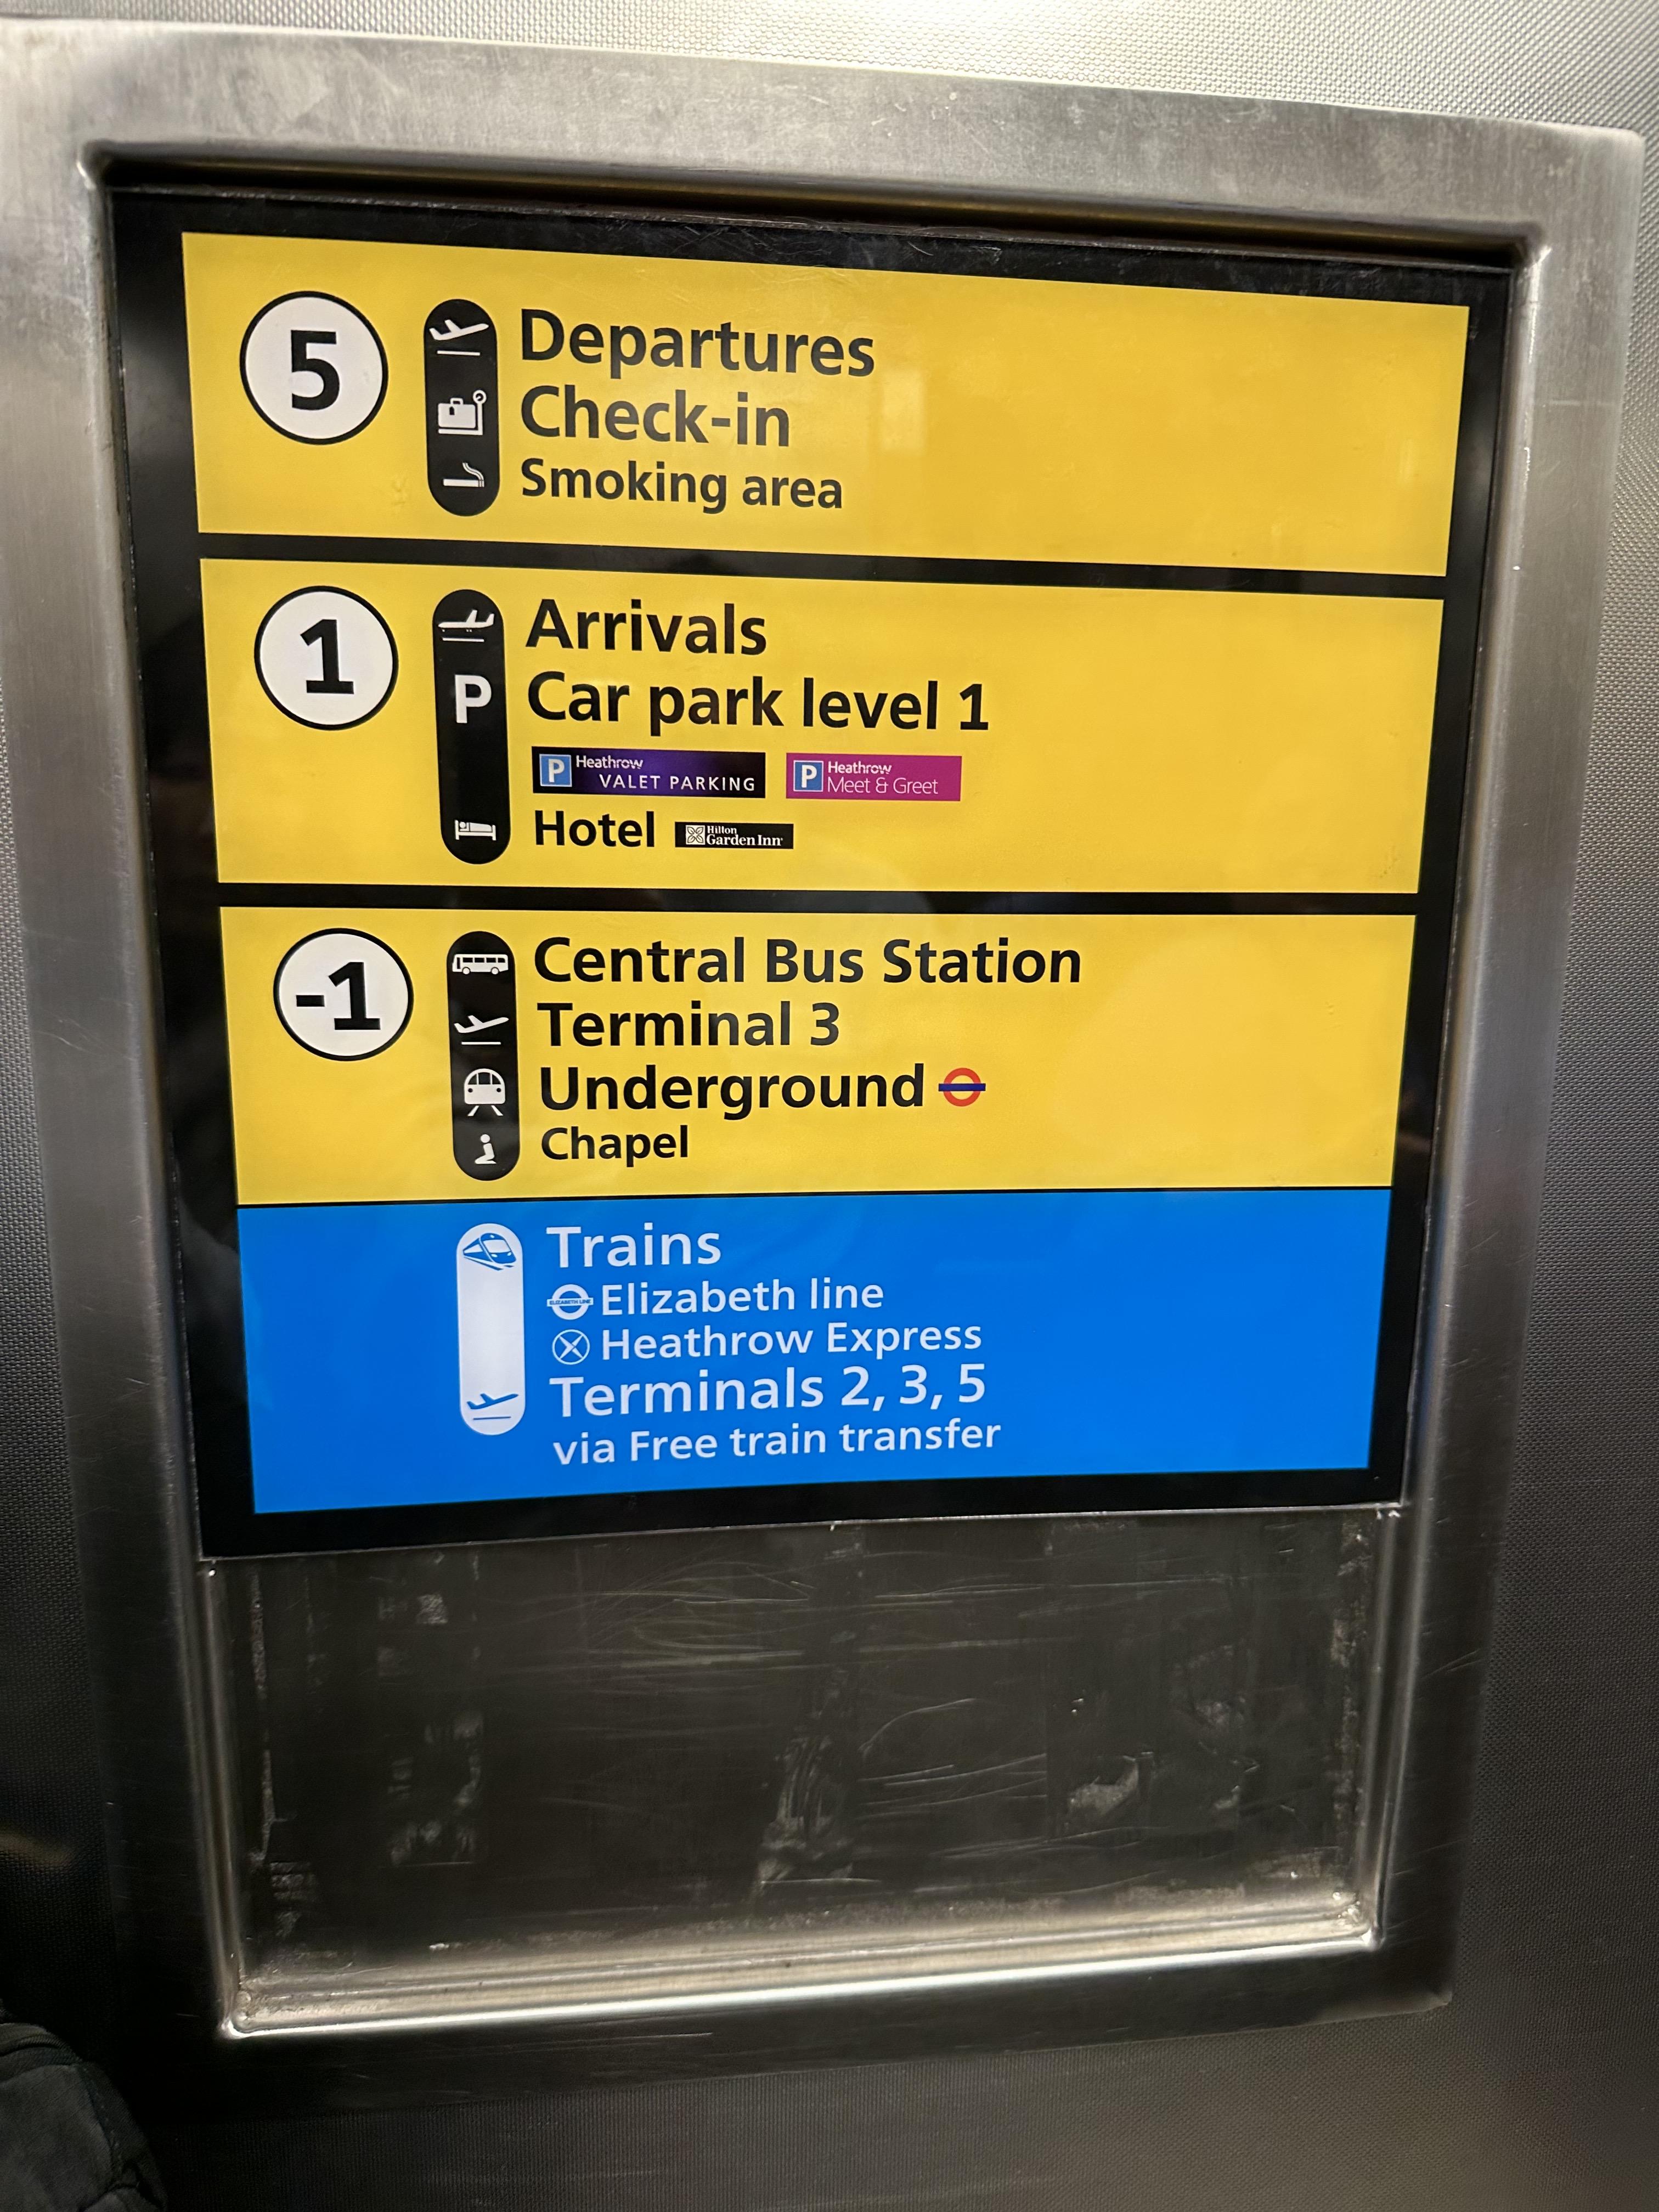 5
Departures
Check-in
Smoking area
1
Arrivals
P Car park level 1
P Heathrow VALET PARKING
P Heathrow Meet & Greet
Hotel Hilton Garden Inn
-1
Central Bus Station
Terminal 3
Underground
Chapel
Trains
ELIZABETH LINE Elizabeth line
Heathrow Express
Terminals 2, 3, 5
via Free train transfer